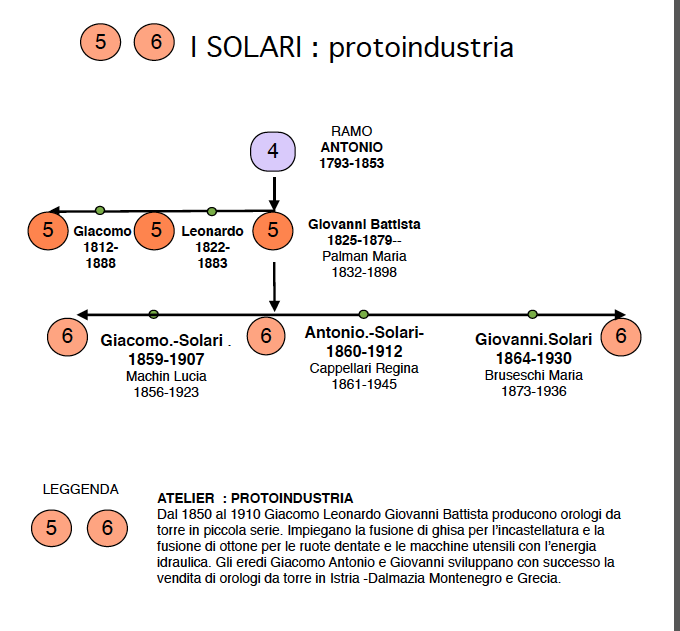 5 6 I SOLARI : protoindustria
4
RAMO
ANTONIO
1793-1853
5
Giacomo
1812-
1888
5
Leonardo
1822-
1883
5
Giovanni Battista
1825-1879--
Palman Maria
1832-1898
6
Giacomo.-Solari .
1859-1907
Machin Lucia
1856-1923
6
Antonio.-Solari-
1860-1912
Cappellari Regina
1861-1945
Giovanni.Solari
1864-1930
Bruseschi Maria
1873-1936
6
LEGGENDA
5 6
ATELIER : PROTOINDUSTRIA
Dal 1850 al 1910 Giacomo Leonardo Giovanni Battista producono orologi da
torre in piccola serie. Impiegano la fusione di ghisa per l'incastellatura e la
fusione di ottone per le ruote dentate e le macchine utensili con l'energia
idraulica. Gli eredi Giacomo Antonio e Giovanni sviluppano con successo la
vendita di orologi da torre in Istria -Dalmazia Montenegro e Grecia.